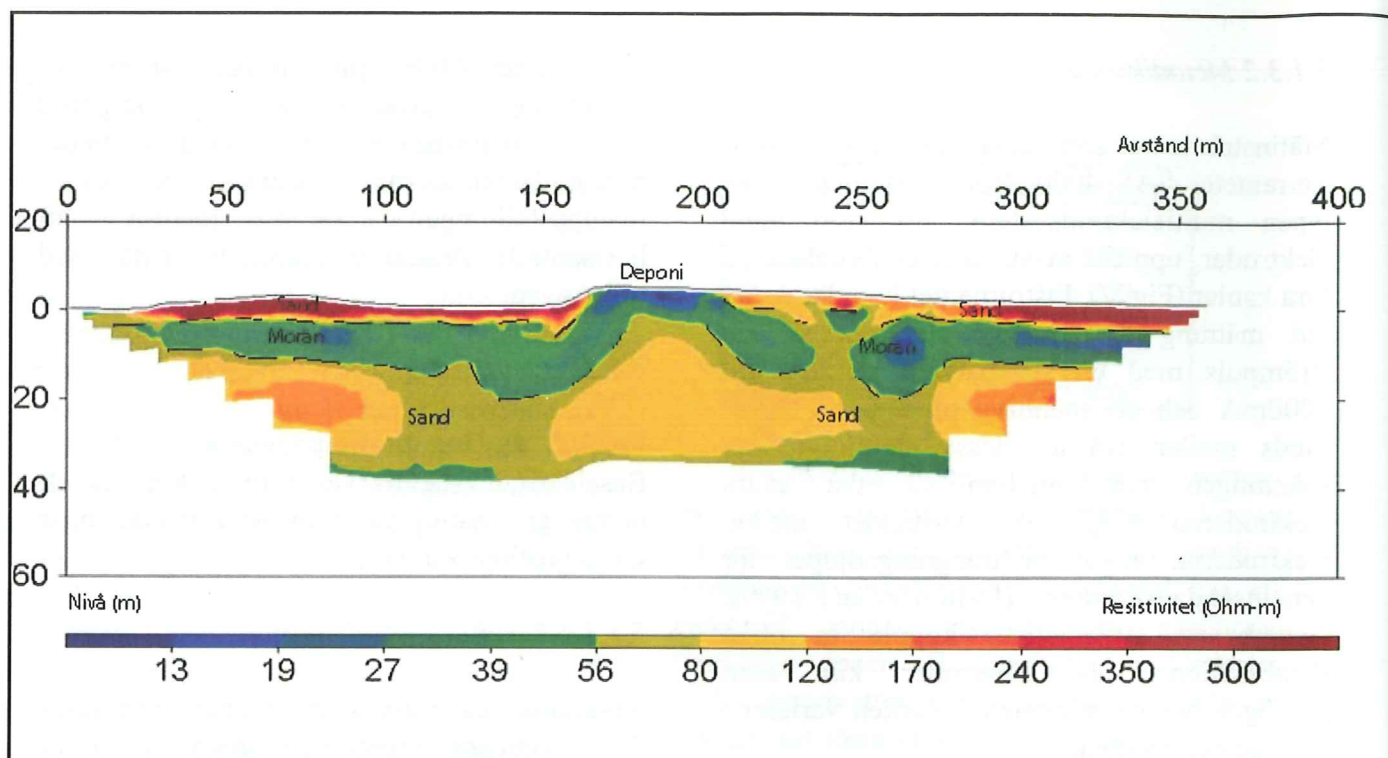 Avstånd (m)
0 50 100 150 200 250 300 350 400
20
Deponi
0
Sand
Sand
Morän
Morän
20
Sand
Sand
40
60
Nivå (m)
Resistivitet (Ohm-m)
13 19 27 39 56 80 120 170 240 350 500